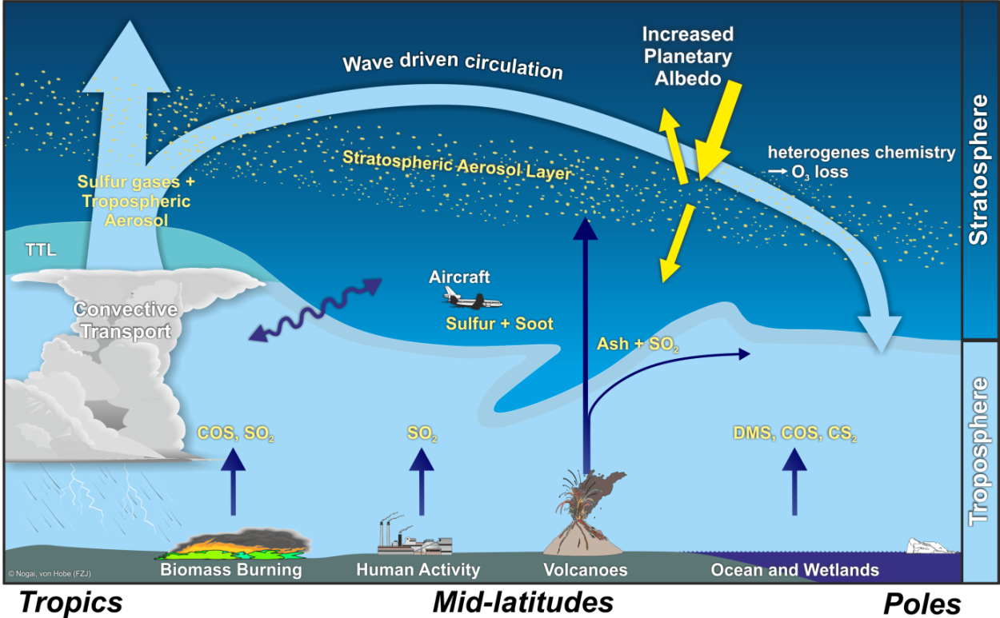 Increased
Planetary
Albedo
Wave driven circulation
Stratospheric Aerosol Layer
heterogenes chemistry
→ O₃ loss
Stratosphere
Sulfur gases +
Tropospheric
Aerosol
TTL
Convective
Transport
Aircraft
Sulfur + Soot
Ash + SO₂
COS, SO₂
SO₂
DMS, COS, CS₂
Troposphere
Biomass Burning
Human Activity
Volcanoes
Ocean and Wetlands
© Nogai, von Hobe (FZJ)
Tropics
Mid-latitudes
Poles